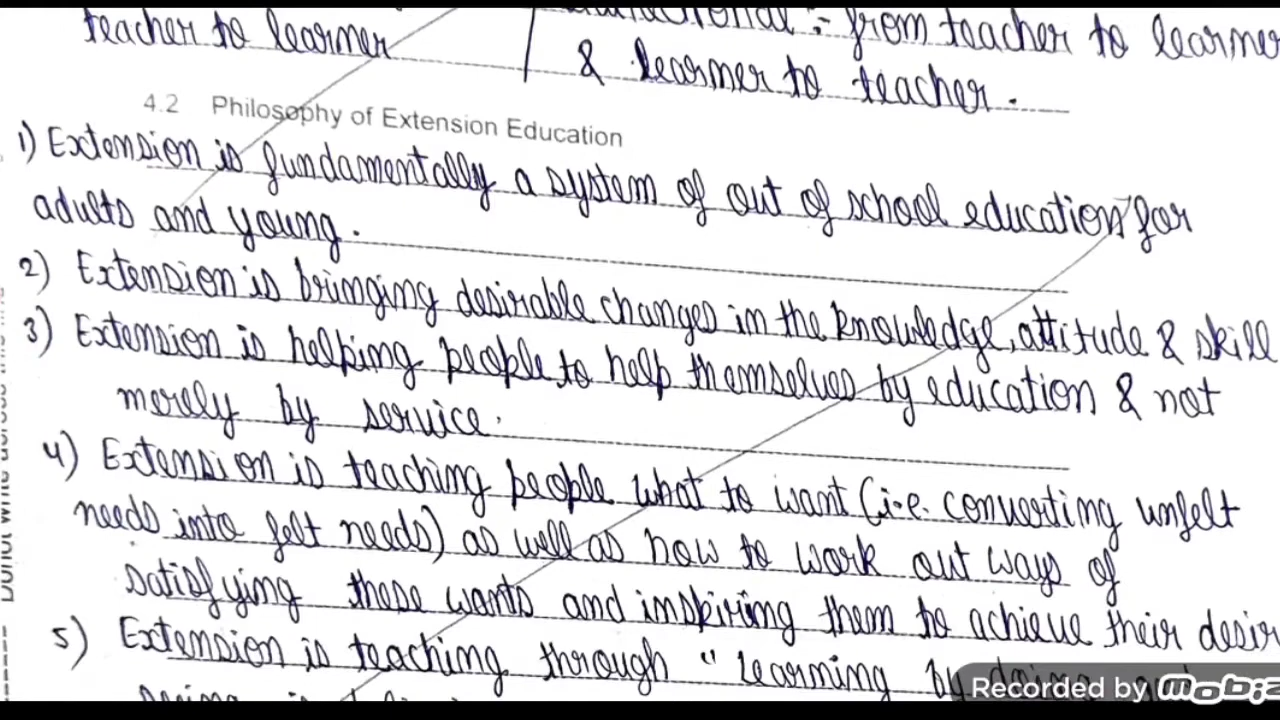 teacher to learner
: from teacher to learner
& learner to teacher.
4.2 Philosophy of Extension Education
1) Extension is fundamentally a system of out of school education for
adults and young.
2) Extension is bringing desirable changes in the knowledge, attitude & skill
3) Extension is helping people to help themselves by education & not
merely by service.
4) Extension is teaching people what to want (i.e. converting unfelt
needs into felt needs) as well as how to work out ways of
satisfying these wants and inspiring them to achieve their desir
5) Extension is teaching through "learning by doing
Recorded by